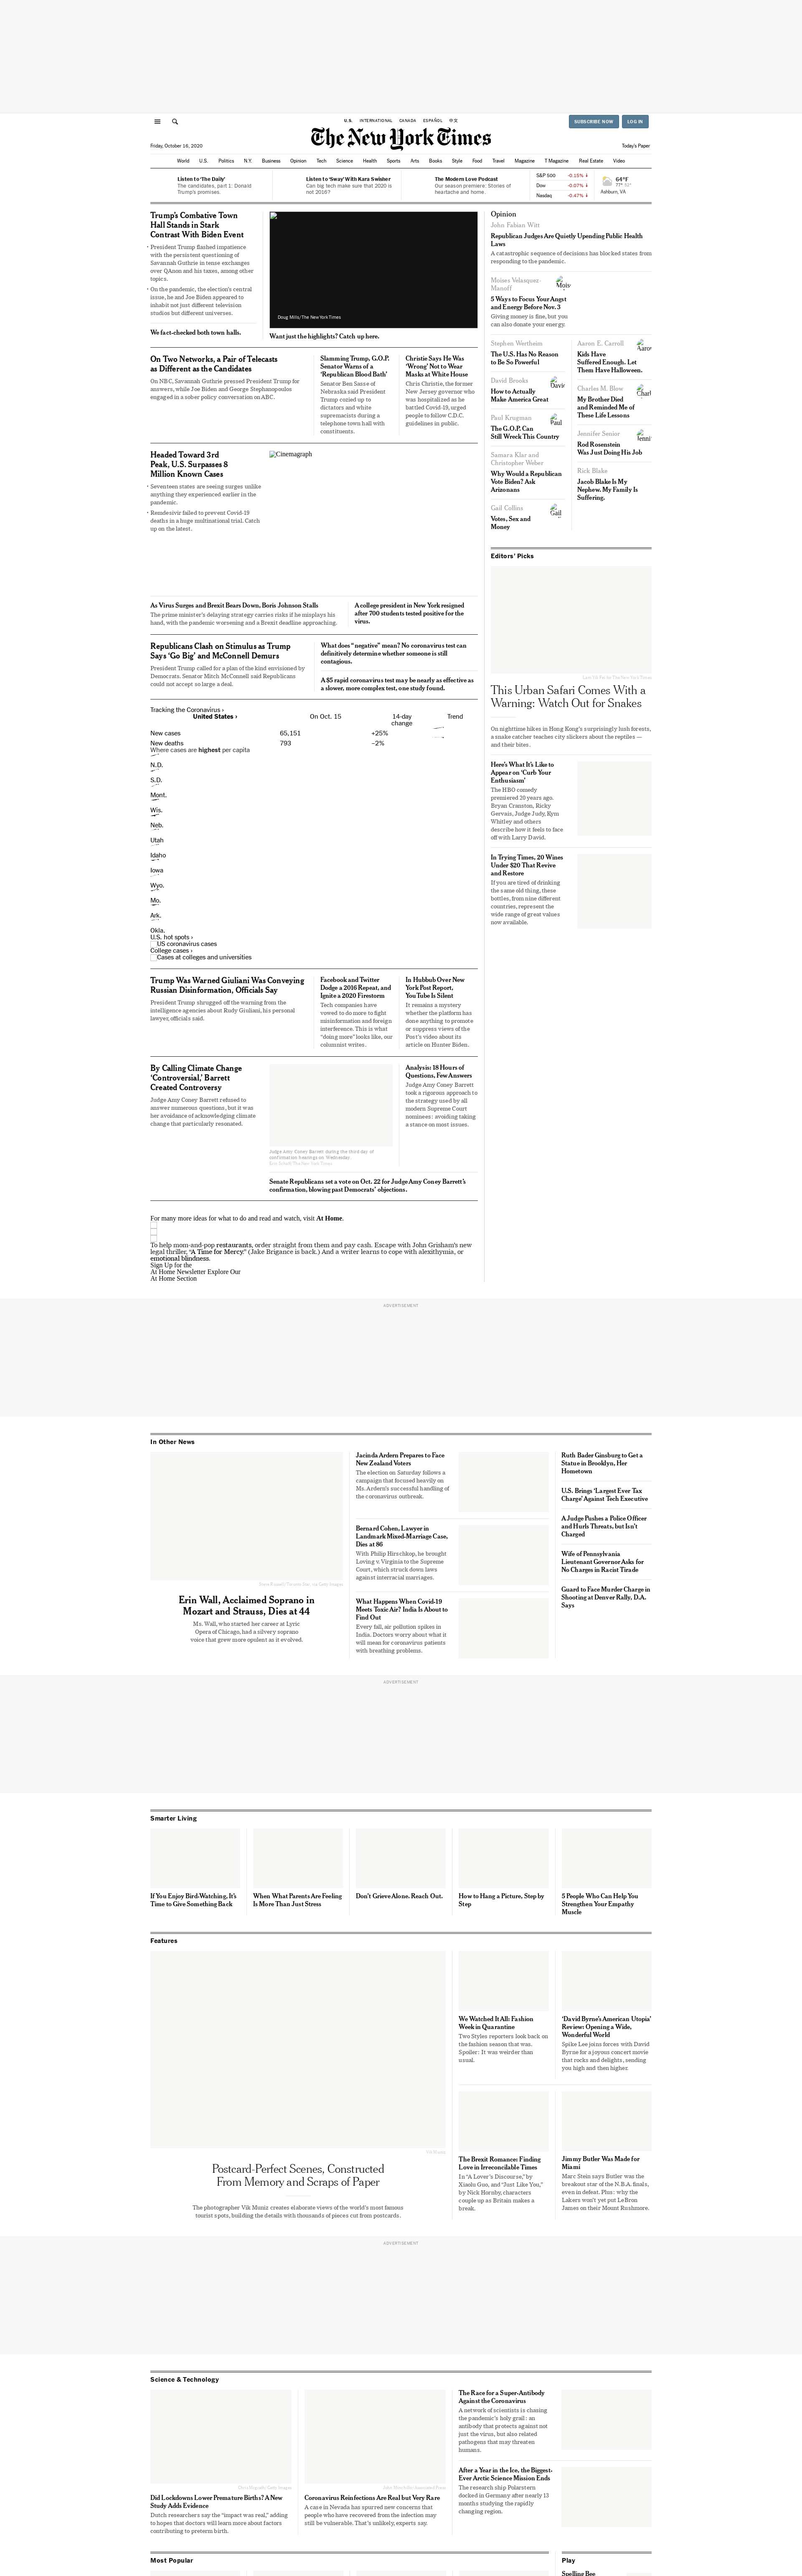 U.S.
INTERNATIONAL
CANADA
ESPAÑOL
中文
SUBSCRIBE NOW
LOG IN
The New York Times
Friday, October 16, 2020
Today's Paper
World U.S. Politics N.Y. Business Opinion Tech Science Health Sports Arts Books Style Food Travel Magazine T Magazine Real Estate Video
Listen to 'The Daily'
The candidates, part 1: Donald
Trump's promises.
Listen to 'Sway' With Kara Swisher
Can big tech make sure that 2020 is
not 2016?
The Modern Love Podcast
Our season premiere: Stories of
heartache and home.
S&P 500 -0.15% ↓
Dow -0.07% ↓
Nasdaq -0.47% ↓
64°F
Ashburn, VA
Trump's Combative Town
Hall Stands in Stark
Contrast With Biden Event
• President Trump flashed impatience
with the persistent questioning of
Savannah Guthrie in tense exchanges
over QAnon and his taxes, among other
topics.
• On the pandemic, the election's central
issue, he and Joe Biden appeared to
inhabit not just different television
studios but different universes.
We fact-checked both town halls.
Doug Mills/The New York Times
Want just the highlights? Catch up here.
On Two Networks, a Pair of Telecasts
as Different as the Candidates
On NBC, Savannah Guthrie pressed President Trump for
answers, while Joe Biden and George Stephanopoulos
engaged in a sober policy conversation on ABC.
Slamming Trump, G.O.P.
Senator Warns of a
'Republican Blood Bath'
Senator Ben Sasse of
Nebraska said President
Trump cozied up to
dictators and white
supremacists during a
telephone town hall with
constituents.
Christie Says He Was
'Wrong' Not to Wear
Masks at White House
Chris Christie, the former
New Jersey governor who
was hospitalized as he
battled Covid-19, urged
people to follow C.D.C.
guidelines in public.
Headed Toward 3rd
Peak, U.S. Surpasses 8
Million Known Cases
• Seventeen states are seeing surges unlike
anything they experienced earlier in the
pandemic.
• Remdesivir failed to prevent Covid-19
deaths in a huge multinational trial. Catch
up on the latest.
Cinemagraph
As Virus Surges and Brexit Bears Down, Boris Johnson Stalls
The prime minister's delaying strategy carries risks if he misplays his
hand, with the pandemic worsening and a Brexit deadline approaching.
A college president in New York resigned
after 700 students tested positive for the
virus.
Republicans Clash on Stimulus as Trump
Says 'Go Big' and McConnell Demurs
President Trump called for a plan of the kind envisioned by
Democrats. Senator Mitch McConnell said Republicans
could not accept so large a deal.
What does "negative" mean? No coronavirus test can
definitively determine whether someone is still
contagious.
A $5 rapid coronavirus test may be nearly as effective as
a slower, more complex test, one study found.
Tracking the Coronavirus ›
United States › On Oct. 15 14-day
change Trend
New cases 65,151 +25%
New deaths 793 –2%
Where cases are highest per capita
N.D.
S.D.
Mont.
Wis.
Neb.
Utah
Idaho
Iowa
Wyo.
Mo.
Ark.
Okla.
U.S. hot spots ›
US coronavirus cases
College cases ›
Cases at colleges and universities
Trump Was Warned Giuliani Was Conveying
Russian Disinformation, Officials Say
President Trump shrugged off the warning from the
intelligence agencies about Rudy Giuliani, his personal
lawyer, officials said.
Facebook and Twitter
Dodge a 2016 Repeat, and
Ignite a 2020 Firestorm
Tech companies have
vowed to do more to fight
misinformation and foreign
interference. This is what
"doing more" looks like, our
columnist writes.
In Hubbub Over New
York Post Report,
YouTube Is Silent
It remains a mystery
whether the platform has
done anything to promote
or suppress views of the
Post's video about its
article on Hunter Biden.
By Calling Climate Change
'Controversial,' Barrett
Created Controversy
Judge Amy Coney Barrett refused to
answer numerous questions, but it was
her avoidance of acknowledging climate
change that particularly resonated.
Judge Amy Coney Barrett during the third day of
confirmation hearings on Wednesday.
Erin Schaff/The New York Times
Analysis: 18 Hours of
Questions, Few Answers
Judge Amy Coney Barrett
took a rigorous approach to
the strategy used by all
modern Supreme Court
nominees: avoiding taking
a stance on most issues.
Senate Republicans set a vote on Oct. 22 for Judge Amy Coney Barrett's
confirmation, blowing past Democrats' objections.
For many more ideas for what to do and read and watch, visit At Home.
To help mom-and-pop restaurants, order straight from them and pay cash. Escape with John Grisham's new
legal thriller, "A Time for Mercy." (Jake Brigance is back.) And a writer learns to cope with alexithymia, or
emotional blindness.
Sign Up for the
At Home Newsletter Explore Our
At Home Section
Opinion
John Fabian Witt
Republican Judges Are Quietly Upending Public Health
Laws
A catastrophic sequence of decisions has blocked states from
responding to the pandemic.
Moises Velasquez-
Manoff
5 Ways to Focus Your Angst
and Energy Before Nov. 3
Giving money is fine, but you
can also donate your energy.
Stephen Wertheim
The U.S. Has No Reason
to Be So Powerful
David Brooks
How to Actually
Make America Great
Paul Krugman
The G.O.P. Can
Still Wreck This Country
Samara Klar and
Christopher Weber
Why Would a Republican
Vote Biden? Ask
Arizonans
Gail Collins
Votes, Sex and
Money
Aaron E. Carroll
Kids Have
Suffered Enough. Let
Them Have Halloween.
Charles M. Blow
My Brother Died
and Reminded Me of
These Life Lessons
Jennifer Senior
Rod Rosenstein
Was Just Doing His Job
Rick Blake
Jacob Blake Is My
Nephew. My Family Is
Suffering.
Editors' Picks
This Urban Safari Comes With a
Warning: Watch Out for Snakes
On nighttime hikes in Hong Kong's surprisingly lush forests,
a snake catcher teaches city slickers about the reptiles —
and their bites.
Here's What It's Like to
Appear on 'Curb Your
Enthusiasm'
The HBO comedy
premiered 20 years ago.
Bryan Cranston, Ricky
Gervais, Judge Judy, Kym
Whitley and others
describe how it feels to face
off with Larry David.
In Trying Times, 20 Wines
Under $20 That Revive
and Restore
If you are tired of drinking
the same old thing, these
bottles, from nine different
countries, represent the
wide range of great values
now available.
ADVERTISEMENT
In Other News
Erin Wall, Acclaimed Soprano in
Mozart and Strauss, Dies at 44
Ms. Wall, who started her career at Lyric
Opera of Chicago, had a silvery soprano
voice that grew more opulent as it evolved.
Jacinda Ardern Prepares to Face
New Zealand Voters
The election on Saturday follows a
campaign that focused heavily on
Ms. Ardern's successful handling of
the coronavirus outbreak.
Bernard Cohen, Lawyer in
Landmark Mixed-Marriage Case,
Dies at 86
With Philip Hirschkop, he brought
Loving v. Virginia to the Supreme
Court, which struck down laws
against interracial marriages.
What Happens When Covid-19
Meets Toxic Air? India Is About to
Find Out
Every fall, air pollution spikes in
India. Doctors worry about what it
will mean for coronavirus patients
with breathing problems.
Ruth Bader Ginsburg to Get a
Statue in Brooklyn, Her
Hometown
U.S. Brings 'Largest Ever Tax
Charge' Against Tech Executive
A Judge Pushes a Police Officer
and Hurls Threats, but Isn't
Charged
Wife of Pennsylvania
Lieutenant Governor Asks for
No Charges in Racist Tirade
Guard to Face Murder Charge in
Shooting at Denver Rally, D.A.
Says
ADVERTISEMENT
Smarter Living
If You Enjoy Bird-Watching, It's
Time to Give Something Back
When What Parents Are Feeling
Is More Than Just Stress
Don't Grieve Alone. Reach Out.
How to Hang a Picture, Step by
Step
5 People Who Can Help You
Strengthen Your Empathy
Muscle
Features
Postcard-Perfect Scenes, Constructed
From Memory and Scraps of Paper
The photographer Vik Muniz creates elaborate views of the world's most famous
tourist spots, building the details with thousands of pieces cut from postcards.
We Watched It All: Fashion
Week in Quarantine
Two Styles reporters look back on
the fashion season that was.
Spoiler: It was weirder than
usual.
'David Byrne's American Utopia'
Review: Opening a Wide,
Wonderful World
Spike Lee joins forces with David
Byrne for a joyous concert movie
that rocks and delights, sending
you high and then higher.
The Brexit Romance: Finding
Love in Irreconcilable Times
In "A Lover's Discourse," by
Xiaolu Guo, and "Just Like You,"
by Nick Hornby, characters
couple up as Britain makes a
break.
Jimmy Butler Was Made for
Miami
Marc Stein says Butler was the
breakout star of the N.B.A. finals,
even in defeat. Plus: why the
Lakers won't yet put LeBron
James on their Mount Rushmore.
ADVERTISEMENT
Science & Technology
Did Lockdowns Lower Premature Births? A New
Study Adds Evidence
Dutch researchers say the "impact was real," adding
to hopes that doctors will learn more about factors
contributing to preterm birth.
Coronavirus Reinfections Are Real but Very Rare
A case in Nevada has spurred new concerns that
people who have recovered from the infection may
still be vulnerable. That's unlikely, experts say.
The Race for a Super-Antibody
Against the Coronavirus
A network of scientists is chasing
the pandemic's holy grail: an
antibody that protects against not
just the virus, but also related
pathogens that may threaten
humans.
After a Year in the Ice, the Biggest-
Ever Arctic Science Mission Ends
The research ship Polarstern
docked in Germany after nearly 13
months studying the rapidly
changing region.
Most Popular
Play
Spelling Bee